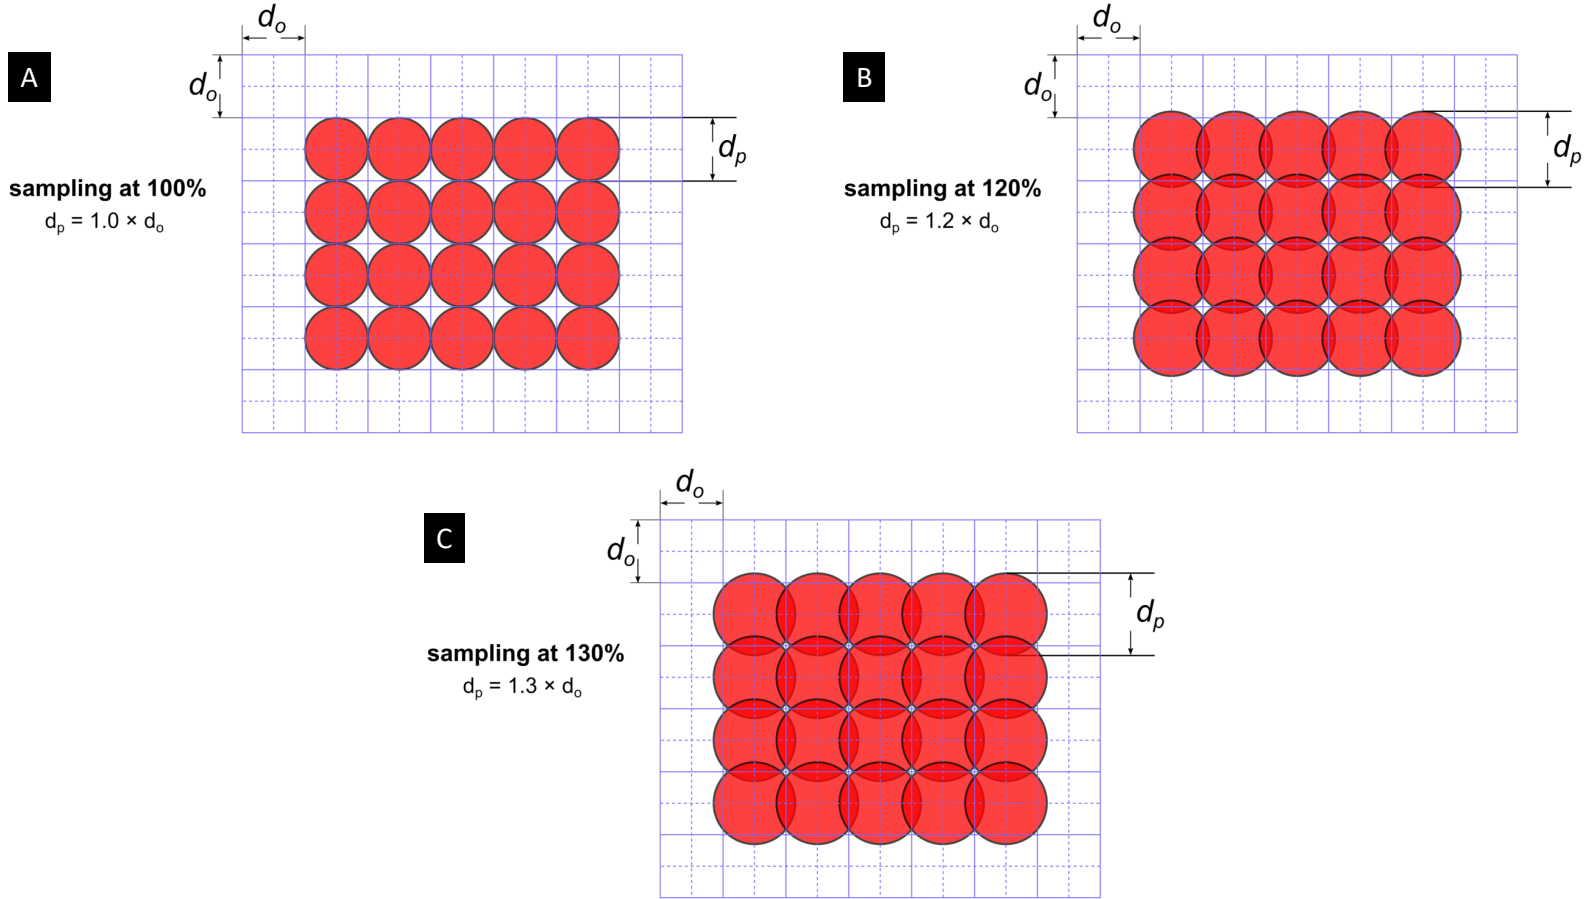 A
d_o
d_o
d_p
sampling at 100%
d_p = 1.0 × d_o
B
d_o
d_o
d_p
sampling at 120%
d_p = 1.2 × d_o
C
d_o
d_o
d_p
sampling at 130%
d_p = 1.3 × d_o